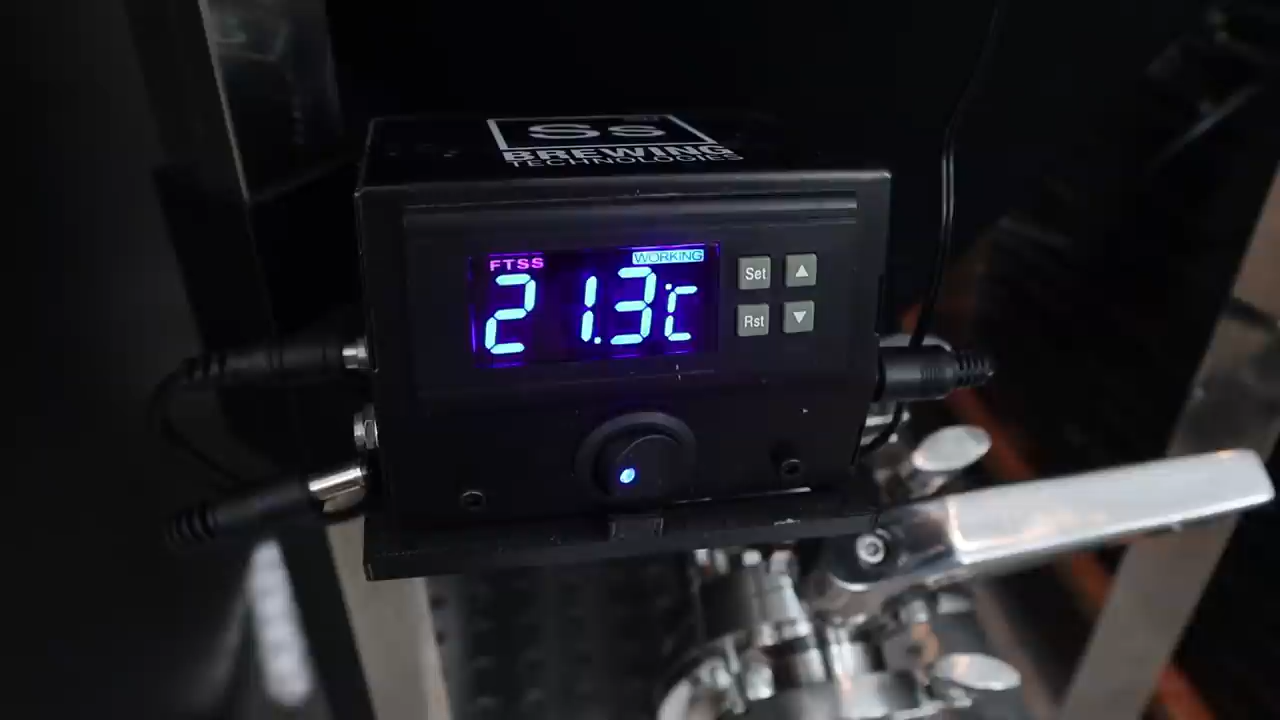 Ss
BREWING
TECHNOLOGIES
FTSS WORKING
21.3°C
Set ▲
Rst ▼